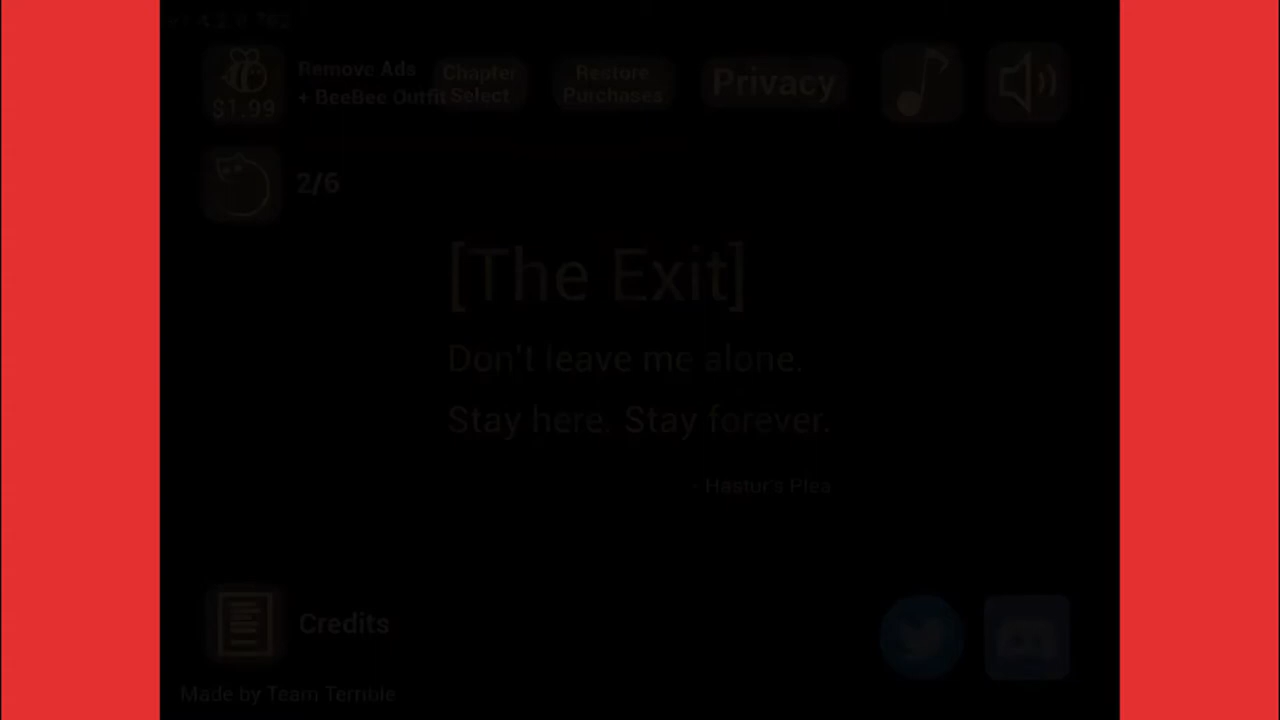 Remove Ads
+ BeeBee Outfit
$1.99
Chapter
Select
Restore
Purchases
Privacy
2/6
[The Exit]
Don't leave me alone.
Stay here. Stay forever.
- Hastur's Plea
Credits
Made by Team Terrible